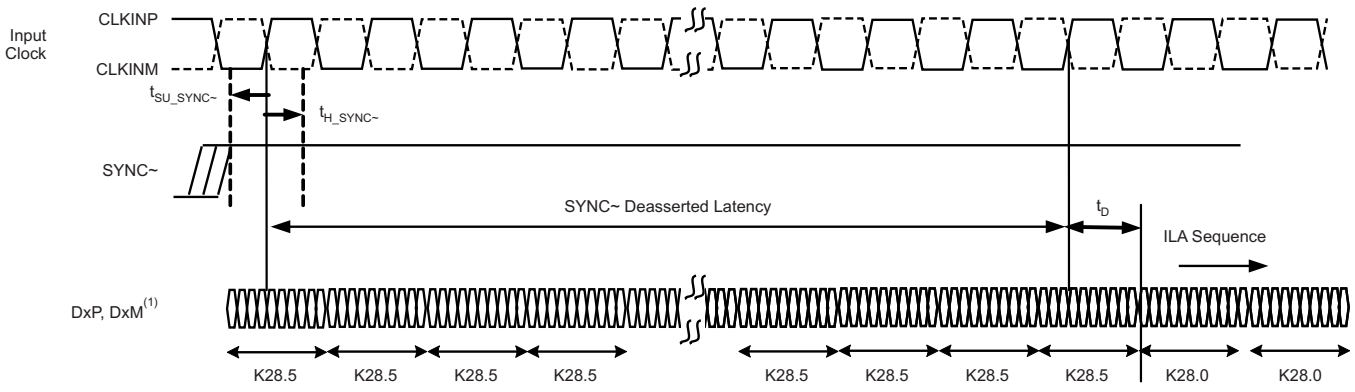 Input
Clock
CLKINP
CLKINM
tSU_SYNC~
tH_SYNC~
SYNC~
SYNC~ Deasserted Latency
tD
ILA Sequence
DxP, DxM(1)
K28.5 K28.5 K28.5 K28.5 K28.5 K28.5 K28.5 K28.5 K28.0 K28.0